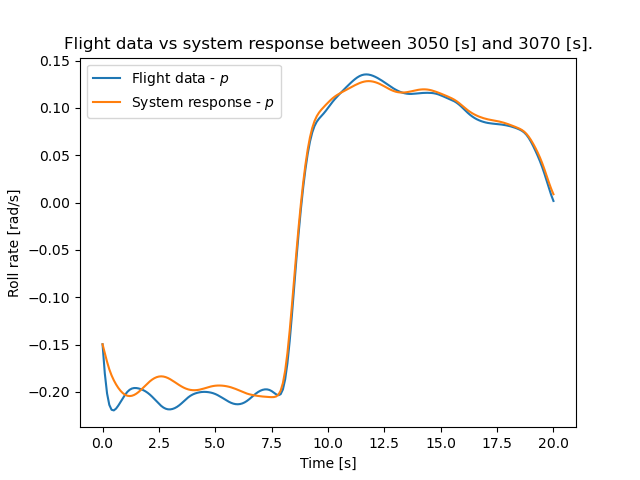 Flight data vs system response between 3050 [s] and 3070 [s].
Flight data - p
System response - p
0.15
0.10
0.05
0.00
−0.05
−0.10
−0.15
−0.20
Roll rate [rad/s]
0.0 2.5 5.0 7.5 10.0 12.5 15.0 17.5 20.0
Time [s]